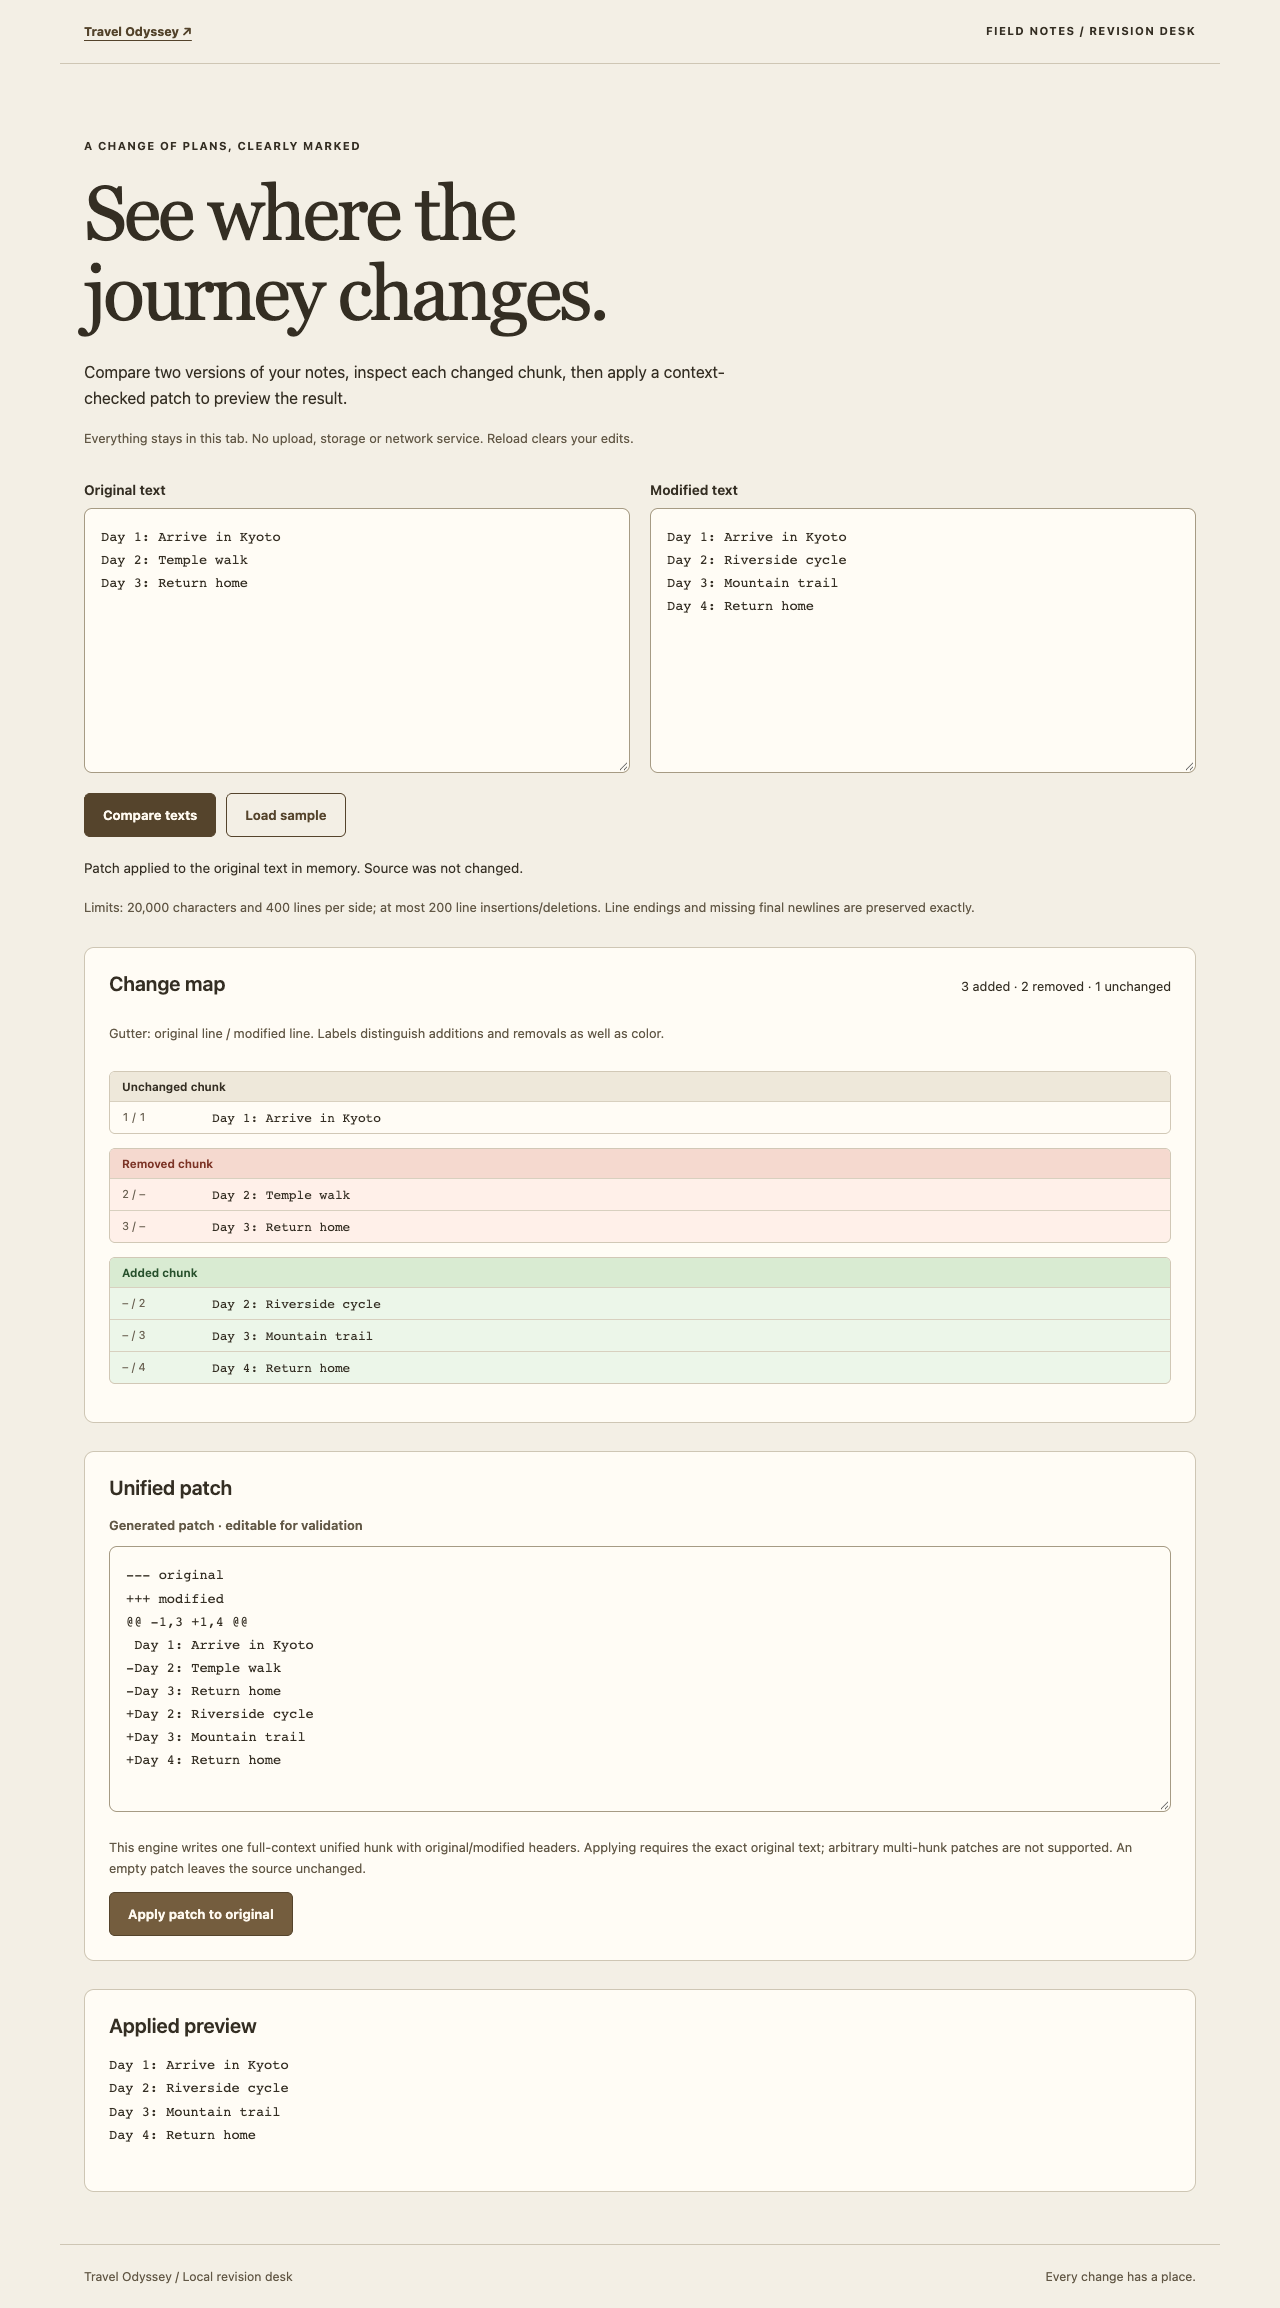 Travel Odyssey ↗
FIELD NOTES / REVISION DESK
A CHANGE OF PLANS, CLEARLY MARKED
See where the
journey changes.
Compare two versions of your notes, inspect each changed chunk, then apply a context-
checked patch to preview the result.
Everything stays in this tab. No upload, storage or network service. Reload clears your edits.
Original text
Day 1: Arrive in Kyoto
Day 2: Temple walk
Day 3: Return home
Modified text
Day 1: Arrive in Kyoto
Day 2: Riverside cycle
Day 3: Mountain trail
Day 4: Return home
Compare texts
Load sample
Patch applied to the original text in memory. Source was not changed.
Limits: 20,000 characters and 400 lines per side; at most 200 line insertions/deletions. Line endings and missing final newlines are preserved exactly.
Change map
3 added · 2 removed · 1 unchanged
Gutter: original line / modified line. Labels distinguish additions and removals as well as color.
Unchanged chunk
1 / 1 Day 1: Arrive in Kyoto
Removed chunk
2 / – Day 2: Temple walk
3 / – Day 3: Return home
Added chunk
– / 2 Day 2: Riverside cycle
– / 3 Day 3: Mountain trail
– / 4 Day 4: Return home
Unified patch
Generated patch · editable for validation
--- original
+++ modified
@@ -1,3 +1,4 @@
 Day 1: Arrive in Kyoto
-Day 2: Temple walk
-Day 3: Return home
+Day 2: Riverside cycle
+Day 3: Mountain trail
+Day 4: Return home
This engine writes one full-context unified hunk with original/modified headers. Applying requires the exact original text; arbitrary multi-hunk patches are not supported. An
empty patch leaves the source unchanged.
Apply patch to original
Applied preview
Day 1: Arrive in Kyoto
Day 2: Riverside cycle
Day 3: Mountain trail
Day 4: Return home
Travel Odyssey / Local revision desk
Every change has a place.